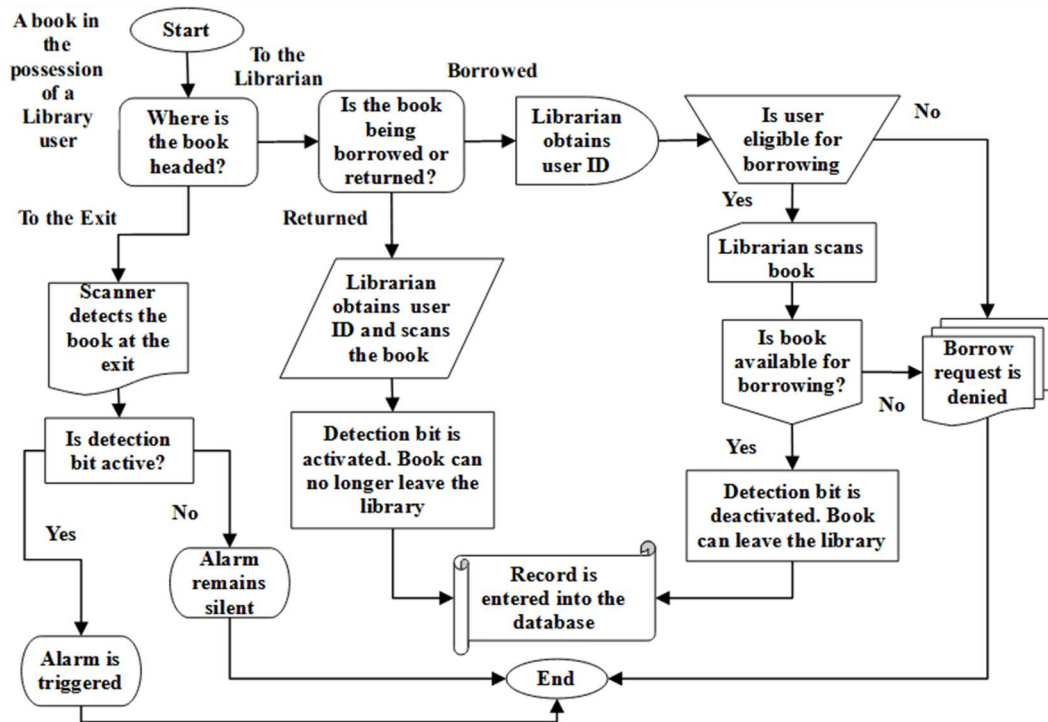 A book in
the
possession
of a
Library
user
Start
To the
Librarian
Borrowed
Where is
the book
headed?
Is the book
being
borrowed or
returned?
Librarian
obtains
user ID
Is user
eligible for
borrowing
No
To the Exit
Returned
Yes
Librarian scans
book
Scanner
detects the
book at the
exit
Librarian
obtains user
ID and scans
the book
Is book
available for
borrowing?
No
Borrow
request is
denied
Is detection
bit active?
Detection bit is
activated. Book can
no longer leave the
library
Yes
Detection bit is
deactivated. Book
can leave the library
Yes
No
Alarm
remains
silent
Record is
entered into the
database
Alarm is
triggered
End